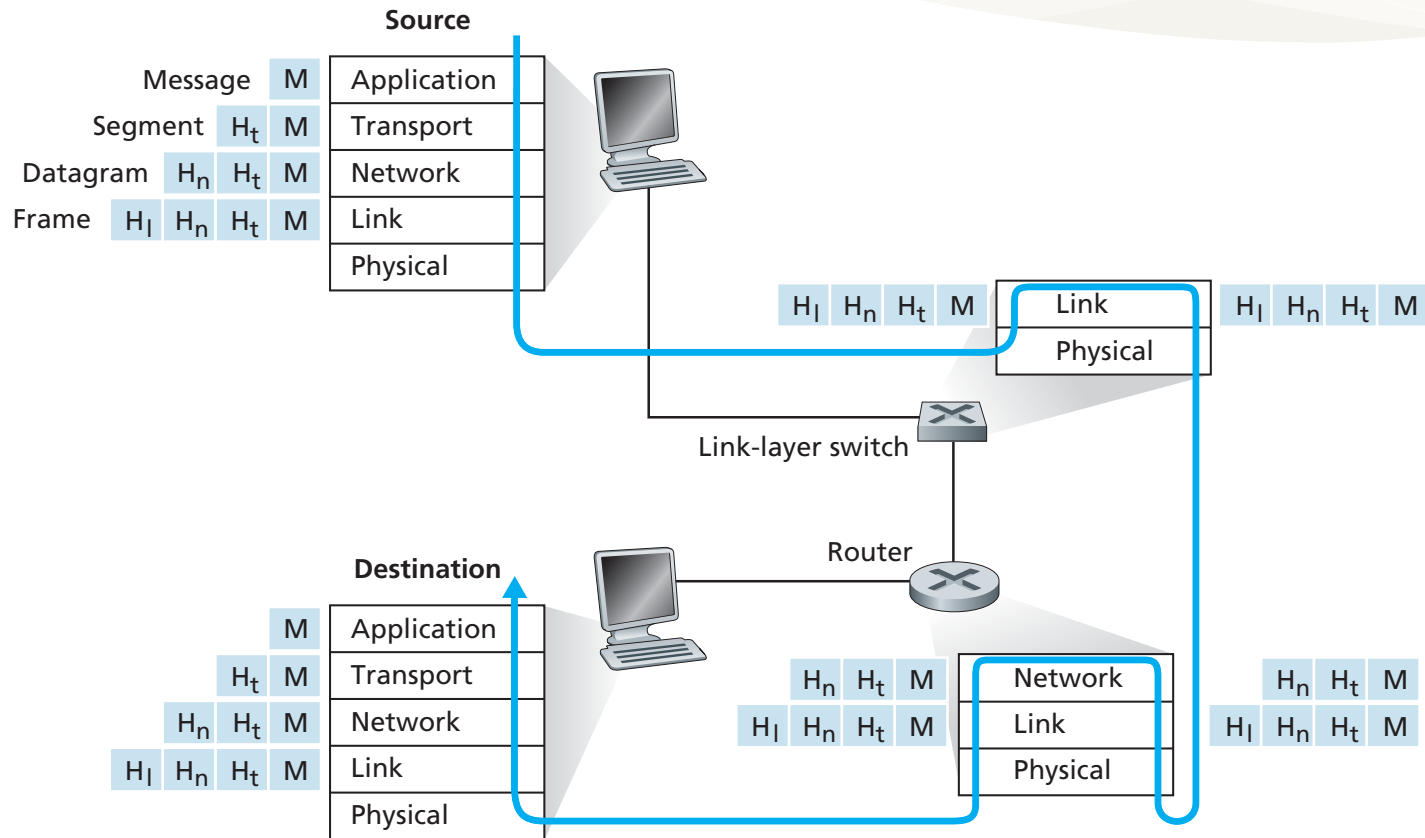 Source
Message M Application
Segment Ht M Transport
Datagram Hn Ht M Network
Frame Hl Hn Ht M Link
Physical
Hl Hn Ht M Link Hl Hn Ht M
Physical
Link-layer switch
Router
Destination
M Application
Ht M Transport
Hn Ht M Network
Hl Hn Ht M Link
Physical
Hn Ht M Network Hn Ht M
Hl Hn Ht M Link Hl Hn Ht M
Physical